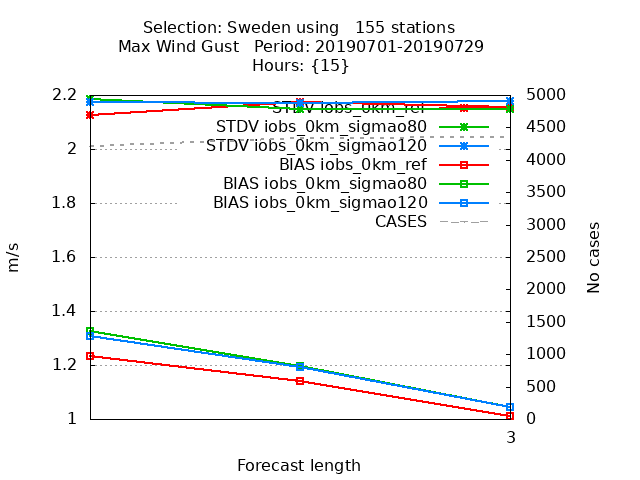 Selection: Sweden using   155 stations
Max Wind Gust   Period: 20190701-20190729
Hours: {15}
2.2
2
1.8
1.6
1.4
1.2
1
m/s
STDV iobs_0km_ref
STDV iobs_0km_sigmao80
STDV iobs_0km_sigmao120
BIAS iobs_0km_ref
BIAS iobs_0km_sigmao80
BIAS iobs_0km_sigmao120
CASES
5000
4500
4000
3500
3000
2500
2000
1500
1000
500
0
No cases
3
Forecast length